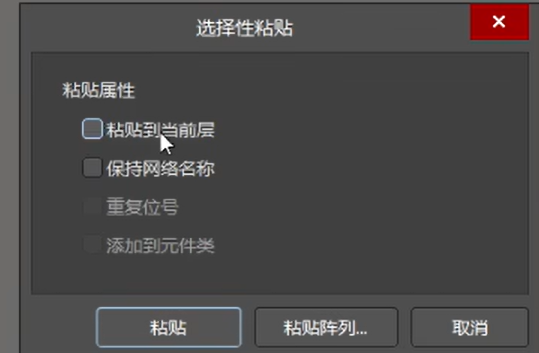 选择性粘贴
粘贴属性
粘贴到当前层
保持网络名称
重复位号
添加到元件类
粘贴
粘贴阵列...
取消